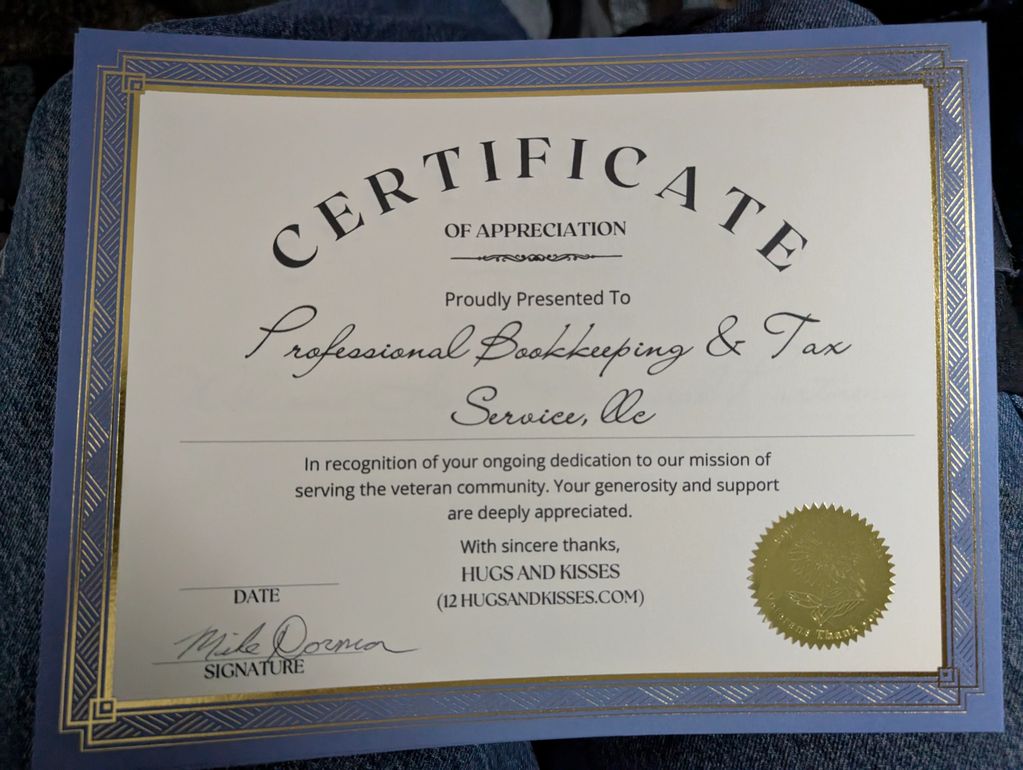 CERTIFICATE
OF APPRECIATION
Proudly Presented To
Professional Bookkeeping & Tax
Service, llc
In recognition of your ongoing dedication to our mission of
serving the veteran community. Your generosity and support
are deeply appreciated.
With sincere thanks,
HUGS AND KISSES
(12 HUGSANDKISSES.COM)
DATE
Mike
SIGNATURE
Thank You